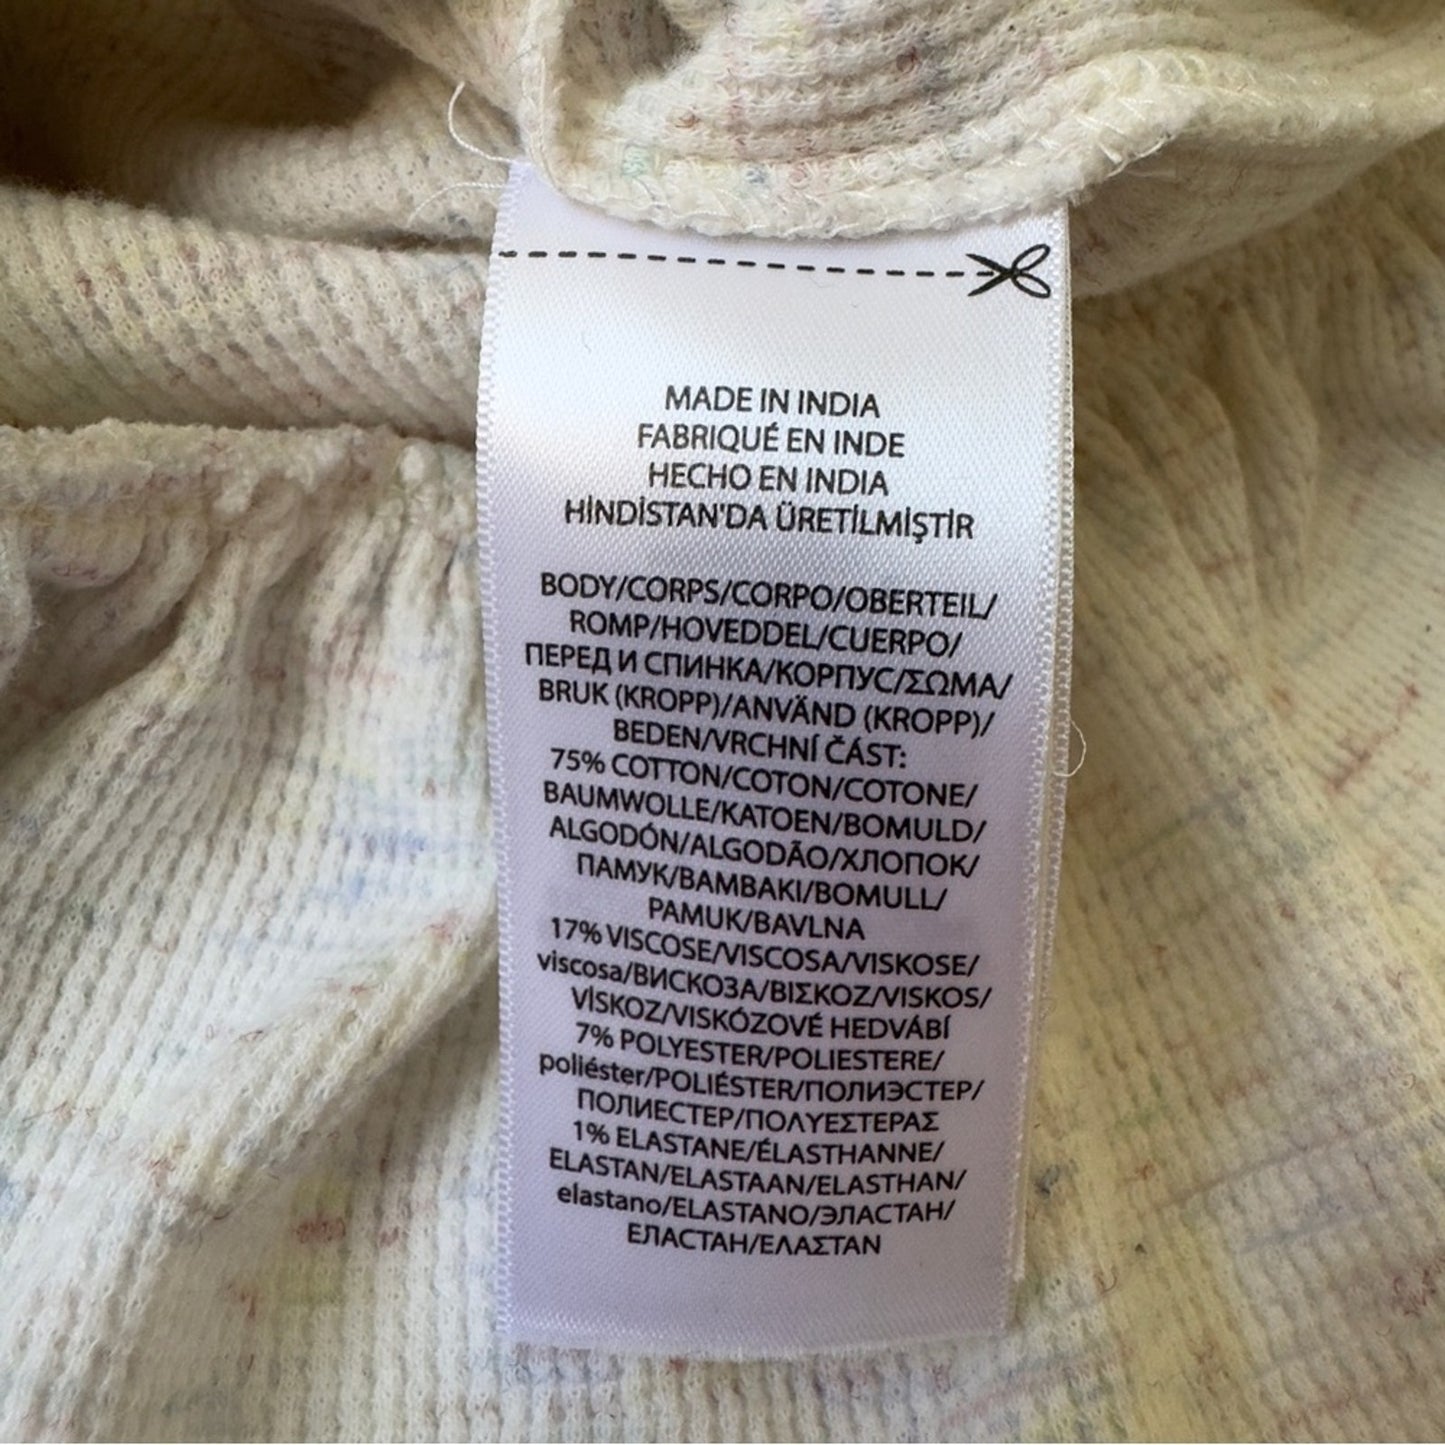 MADE IN INDIA
FABRIQUÉ EN INDE
HECHO EN INDIA
HİNDİSTAN'DA ÜRETİLMİŞTİR
BODY/CORPS/CORPO/OBERTEIL/
ROMP/HOVEDDEL/CUERPO/
ПЕРЕД И СПИНКА/КОРПУС/ΣΩΜΑ/
BRUK (KROPP)/ANVÄND (KROPP)/
BEDEN/VRCHNÍ ČÁST:
75% COTTON/COTON/COTONE/
BAUMWOLLE/KATOEN/BOMULD/
ALGODÓN/ALGODÃO/ХЛОПОК/
ПАМУК/BAMBAKI/BOMULL/
PAMUK/BAVLNA
17% VISCOSE/VISCOSA/VISKOSE/
viscosa/ВИСКОЗА/ΒΙΣΚΟΖ/VISKOS/
VİSKOZ/VISKÓZOVÉ HEDVÁBÍ
7% POLYESTER/POLIESTERE/
poliéster/POLIÉSTER/ПОЛИЭСТЕР/
ПОЛИЕСТЕР/ΠΟΛΥΕΣΤΕΡΑΣ
1% ELASTANE/ÉLASTHANNE/
ELASTAN/ELASTAAN/ELASTHAN/
elastano/ELASTANO/ЭЛАСТАН/
ЕЛАСТАН/ΕΛΑΣΤΑΝ